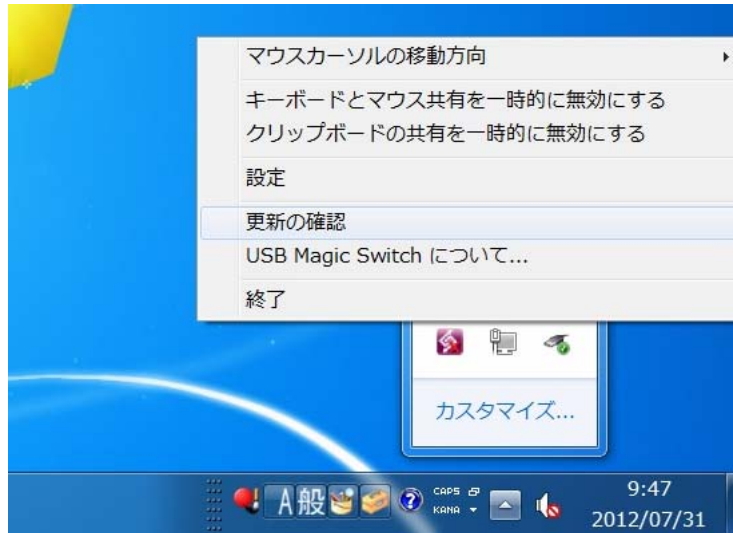 マウスカーソルの移動方向
キーボードとマウス共有を一時的に無効にする
クリップボードの共有を一時的に無効にする
設定
更新の確認
USB Magic Switch について...
終了
カスタマイズ...
A般
CAPS
KANA
9:47
2012/07/31